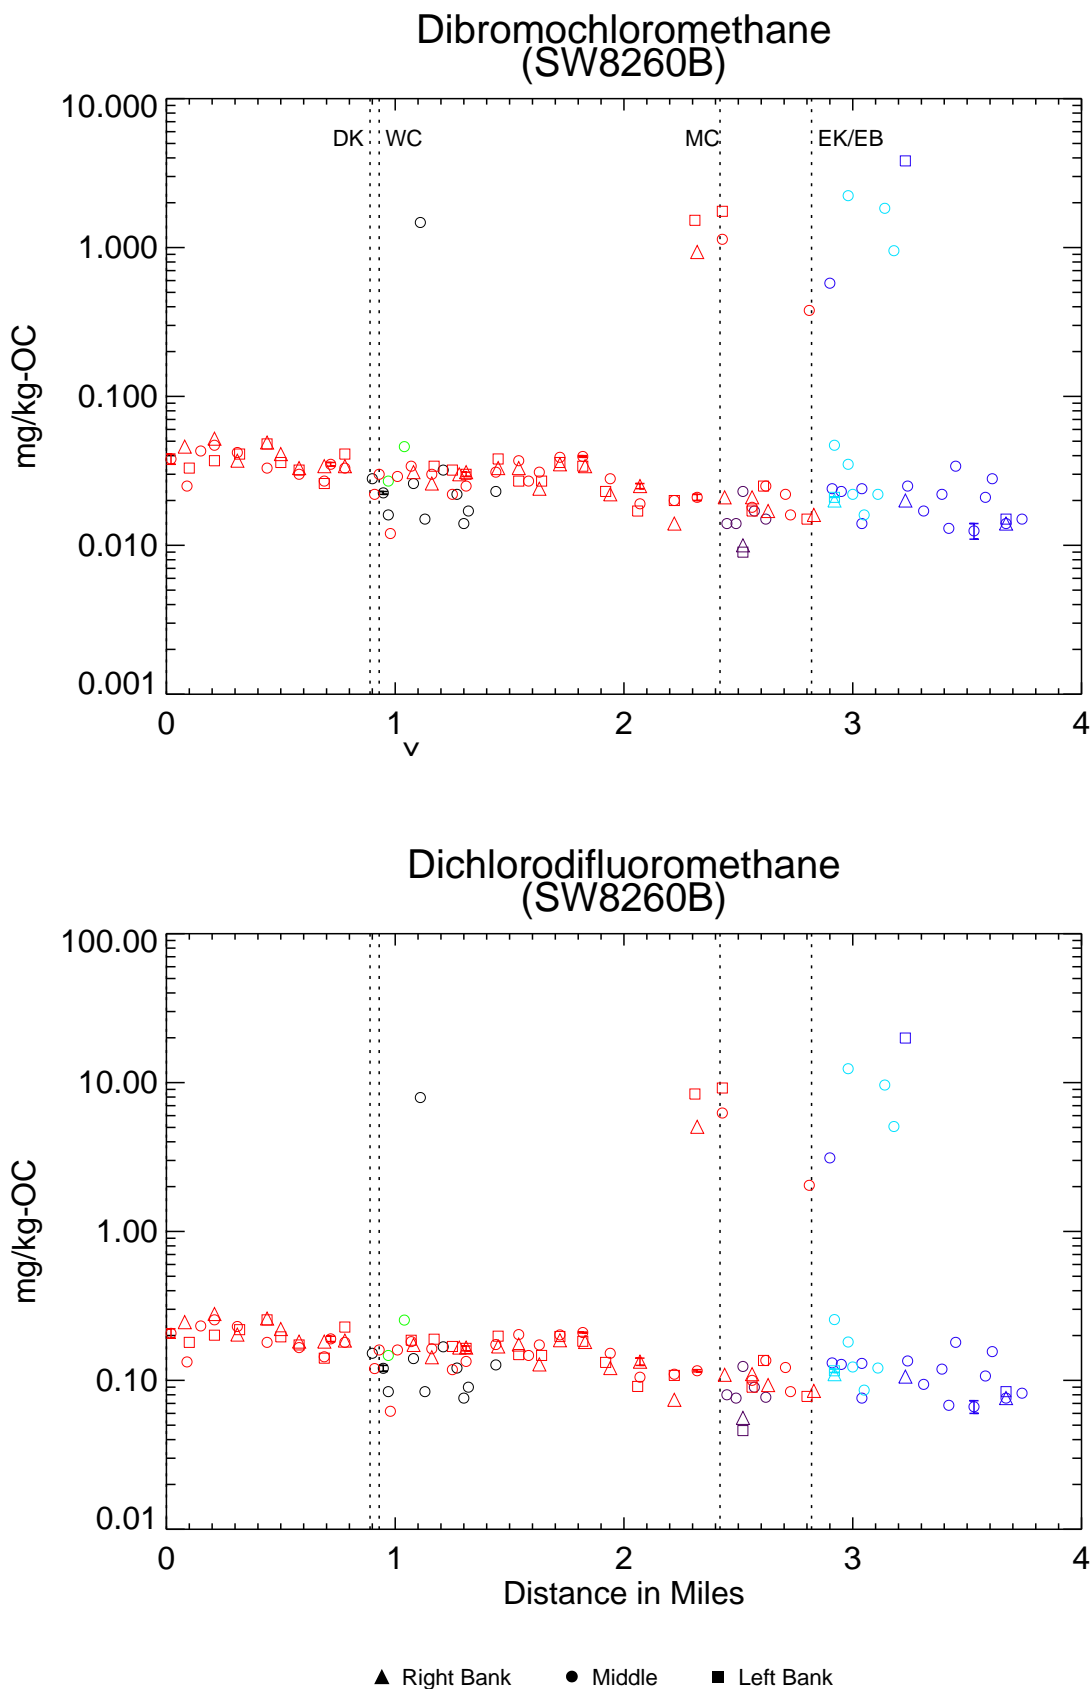 Dibromochloromethane
(SW8260B)
10.000
1.000
0.100
0.010
0.001
mg/kg-OC
DK
WC
MC
EK/EB
0 1 2 3 4
v
Dichlorodifluoromethane
(SW8260B)
100.00
10.00
1.00
0.10
0.01
mg/kg-OC
0 1 2 3 4
Distance in Miles
Right Bank
Middle
Left Bank